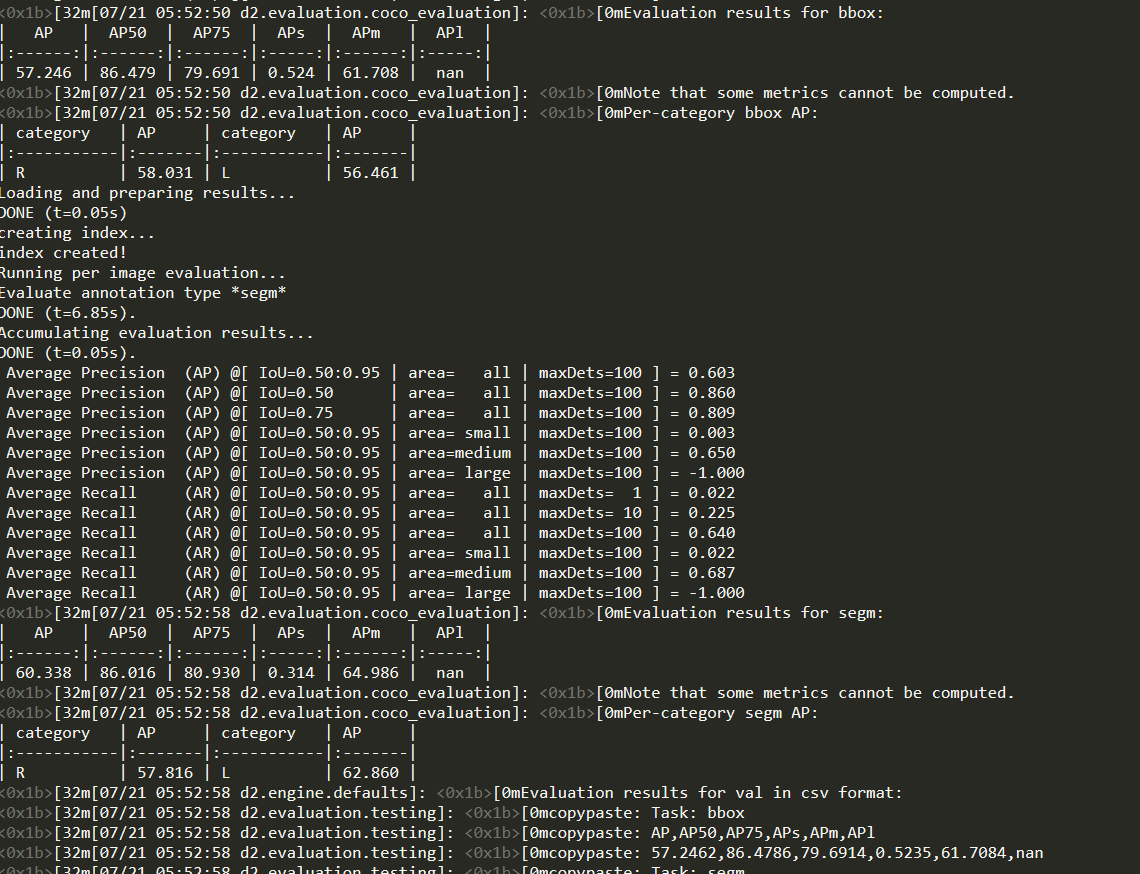 <0x1b>[32m[07/21 05:52:50 d2.evaluation.coco_evaluation]: <0x1b>[0mEvaluation results for bbox:
|   AP   |  AP50  |  AP75  |  APs  |  APm   |  APl  |
|:------:|:------:|:------:|:-----:|:------:|:-----:|
| 57.246 | 86.479 | 79.691 | 0.524 | 61.708 |  nan  |
<0x1b>[32m[07/21 05:52:50 d2.evaluation.coco_evaluation]: <0x1b>[0mNote that some metrics cannot be computed.
<0x1b>[32m[07/21 05:52:50 d2.evaluation.coco_evaluation]: <0x1b>[0mPer-category bbox AP:
| category   | AP     | category   | AP     |
|:-----------|:-------|:-----------|:-------|
| R          | 58.031 | L          | 56.461 |
Loading and preparing results...
DONE (t=0.05s)
creating index...
index created!
Running per image evaluation...
Evaluate annotation type *segm*
DONE (t=6.85s).
Accumulating evaluation results...
DONE (t=0.05s).
 Average Precision  (AP) @[ IoU=0.50:0.95 | area=   all | maxDets=100 ] = 0.603
 Average Precision  (AP) @[ IoU=0.50      | area=   all | maxDets=100 ] = 0.860
 Average Precision  (AP) @[ IoU=0.75      | area=   all | maxDets=100 ] = 0.809
 Average Precision  (AP) @[ IoU=0.50:0.95 | area= small | maxDets=100 ] = 0.003
 Average Precision  (AP) @[ IoU=0.50:0.95 | area=medium | maxDets=100 ] = 0.650
 Average Precision  (AP) @[ IoU=0.50:0.95 | area= large | maxDets=100 ] = -1.000
 Average Recall     (AR) @[ IoU=0.50:0.95 | area=   all | maxDets=  1 ] = 0.022
 Average Recall     (AR) @[ IoU=0.50:0.95 | area=   all | maxDets= 10 ] = 0.225
 Average Recall     (AR) @[ IoU=0.50:0.95 | area=   all | maxDets=100 ] = 0.640
 Average Recall     (AR) @[ IoU=0.50:0.95 | area= small | maxDets=100 ] = 0.022
 Average Recall     (AR) @[ IoU=0.50:0.95 | area=medium | maxDets=100 ] = 0.687
 Average Recall     (AR) @[ IoU=0.50:0.95 | area= large | maxDets=100 ] = -1.000
<0x1b>[32m[07/21 05:52:58 d2.evaluation.coco_evaluation]: <0x1b>[0mEvaluation results for segm:
|   AP   |  AP50  |  AP75  |  APs  |  APm   |  APl  |
|:------:|:------:|:------:|:-----:|:------:|:-----:|
| 60.338 | 86.016 | 80.930 | 0.314 | 64.986 |  nan  |
<0x1b>[32m[07/21 05:52:58 d2.evaluation.coco_evaluation]: <0x1b>[0mNote that some metrics cannot be computed.
<0x1b>[32m[07/21 05:52:58 d2.evaluation.coco_evaluation]: <0x1b>[0mPer-category segm AP:
| category   | AP     | category   | AP     |
|:-----------|:-------|:-----------|:-------|
| R          | 57.816 | L          | 62.860 |
<0x1b>[32m[07/21 05:52:58 d2.engine.defaults]: <0x1b>[0mEvaluation results for val in csv format:
<0x1b>[32m[07/21 05:52:58 d2.evaluation.testing]: <0x1b>[0mcopypaste: Task: bbox
<0x1b>[32m[07/21 05:52:58 d2.evaluation.testing]: <0x1b>[0mcopypaste: AP,AP50,AP75,APs,APm,APl
<0x1b>[32m[07/21 05:52:58 d2.evaluation.testing]: <0x1b>[0mcopypaste: 57.2462,86.4786,79.6914,0.5235,61.7084,nan
<0x1b>[32m[07/21 05:52:58 d2.evaluation.testing]: <0x1b>[0mcopypaste: Task: segm